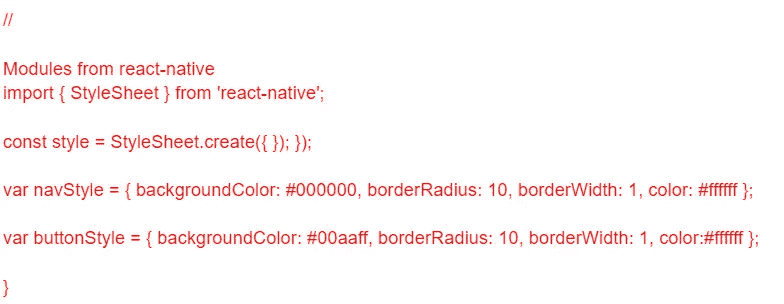 //
Modules from react-native
import { StyleSheet } from 'react-native';
const style = StyleSheet.create({ }); });
var navStyle = { backgroundColor: #000000, borderRadius: 10, borderWidth: 1, color: #ffffff };
var buttonStyle = { backgroundColor: #00aaff, borderRadius: 10, borderWidth: 1, color:#ffffff };
}